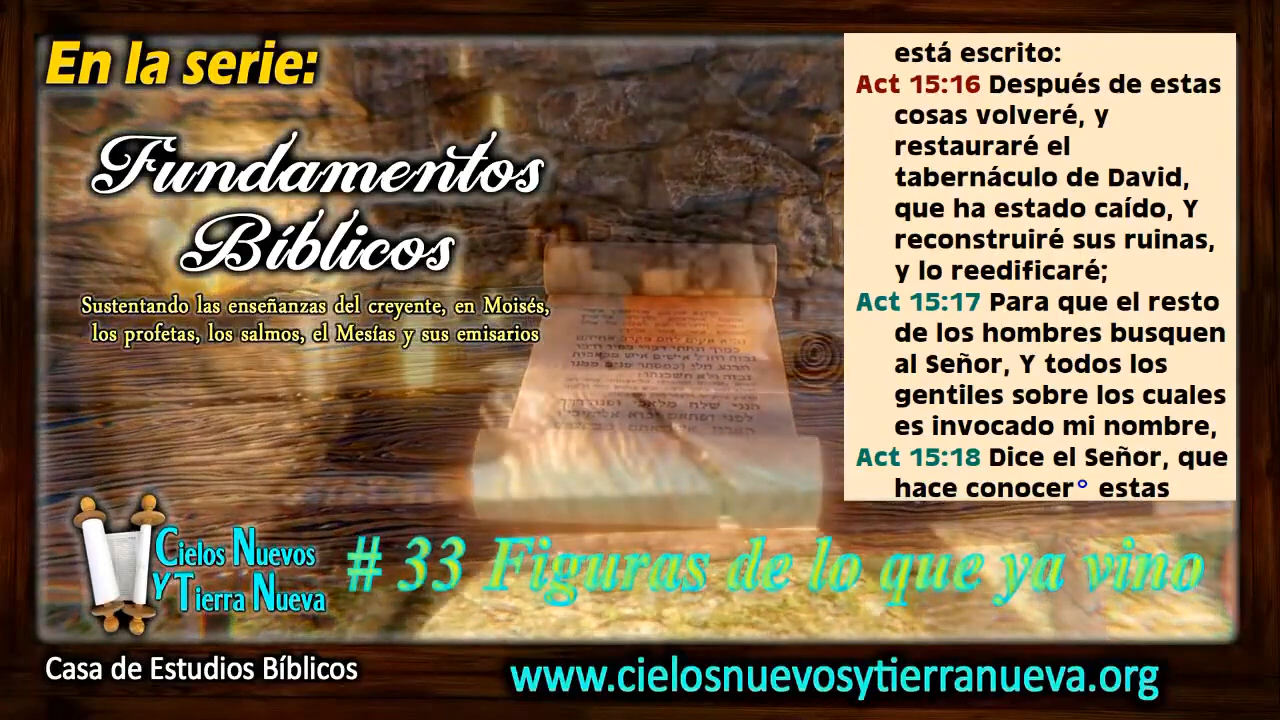 En la serie:
Fundamentos
Bíblicos
Sustentando las enseñanzas del creyente, en Moisés,
los profetas, los salmos, el Mesías y sus emisarios
está escrito:
Act 15:16 Después de estas
cosas volveré, y
restauraré el
tabernáculo de David,
que ha estado caído, Y
reconstruiré sus ruinas,
y lo reedificaré;
Act 15:17 Para que el resto
de los hombres busquen
al Señor, Y todos los
gentiles sobre los cuales
es invocado mi nombre,
Act 15:18 Dice el Señor, que
hace conocer° estas
Cielos Nuevos
Y Tierra Nueva
# 33 Figuras de lo que ya vino
Casa de Estudios Bíblicos
www.cielosnuevosytierranueva.org